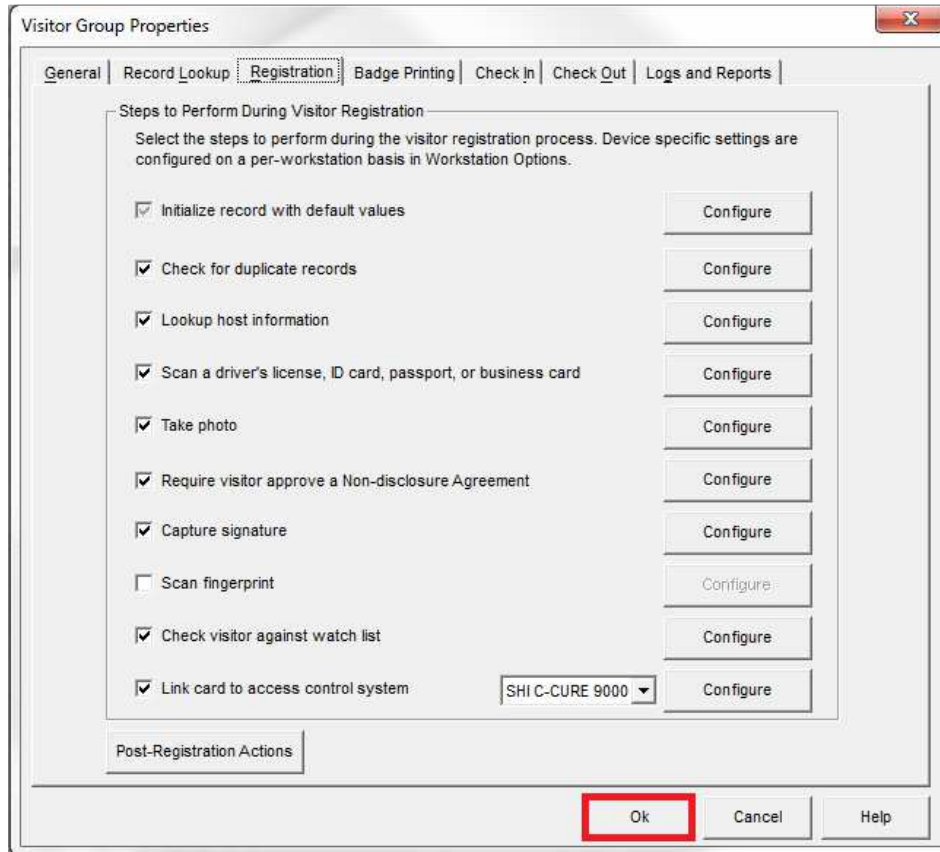 Visitor Group Properties
General Record Lookup Registration Badge Printing Check In Check Out Logs and Reports
Steps to Perform During Visitor Registration
Select the steps to perform during the visitor registration process. Device specific settings are
configured on a per-workstation basis in Workstation Options.
Initialize record with default values Configure
Check for duplicate records Configure
Lookup host information Configure
Scan a driver's license, ID card, passport, or business card Configure
Take photo Configure
Require visitor approve a Non-disclosure Agreement Configure
Capture signature Configure
Scan fingerprint Configure
Check visitor against watch list Configure
Link card to access control system SHI C-CURE 9000 Configure
Post-Registration Actions
Ok Cancel Help